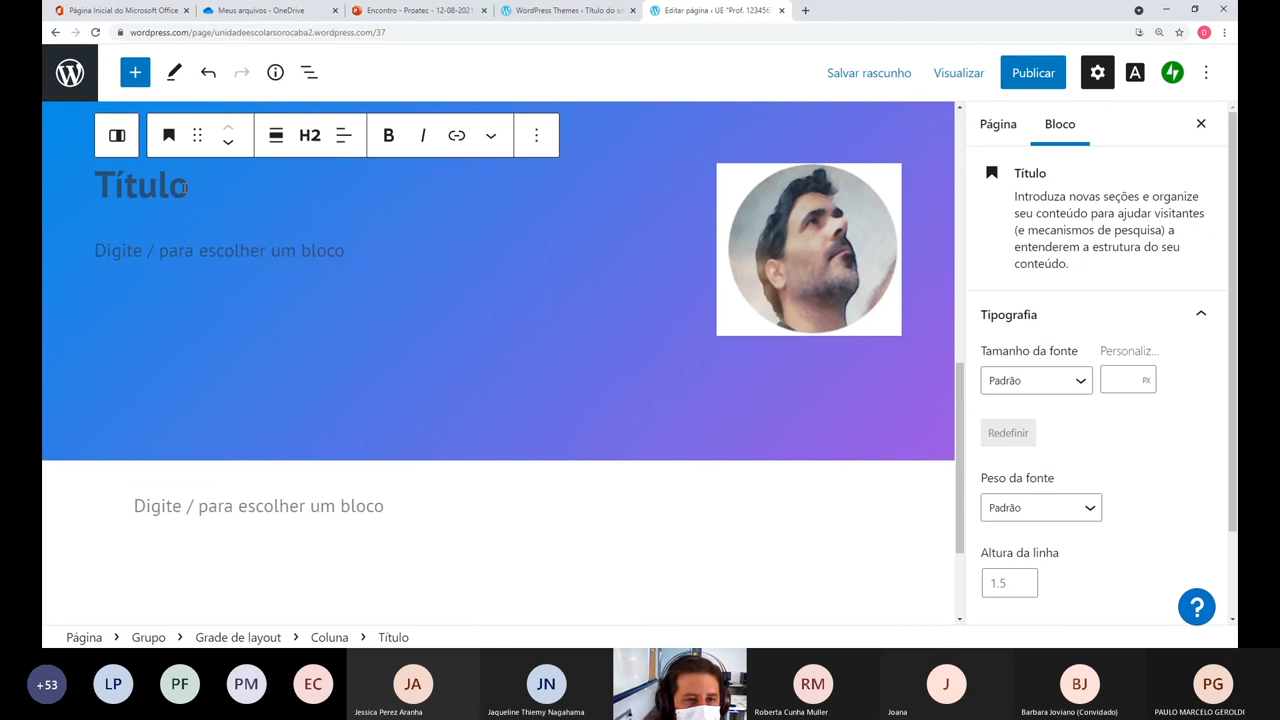 Página Inicial do Microsoft Office
Meus arquivos - OneDrive
Encontro - Proatec - 12-08-2021
WordPress Themes ‹ Título do si
Editar página ‹ UE "Prof. 123456
wordpress.com/page/unidadeescolarsorocaba2.wordpress.com/37
D
Salvar rascunho
Visualizar
Publicar
A
H2
B
I
Título
Digite / para escolher um bloco
Digite / para escolher um bloco
Página
Bloco
Título
Introduza novas seções e organize
seu conteúdo para ajudar visitantes
(e mecanismos de pesquisa) a
entenderem a estrutura do seu
conteúdo.
Tipografia
Tamanho da fonte
Personaliz...
Padrão
PX
Redefinir
Peso da fonte
Padrão
Altura da linha
1.5
?
Página > Grupo > Grade de layout > Coluna > Título
+53
LP
PF
PM
EC
JA
JN
RM
J
BJ
PG
Jessica Perez Aranha
Jaqueline Thiemy Nagahama
Roberta Cunha Muller
Joana
Barbara Joviano (Convidado)
PAULO MARCELO GEROLDI